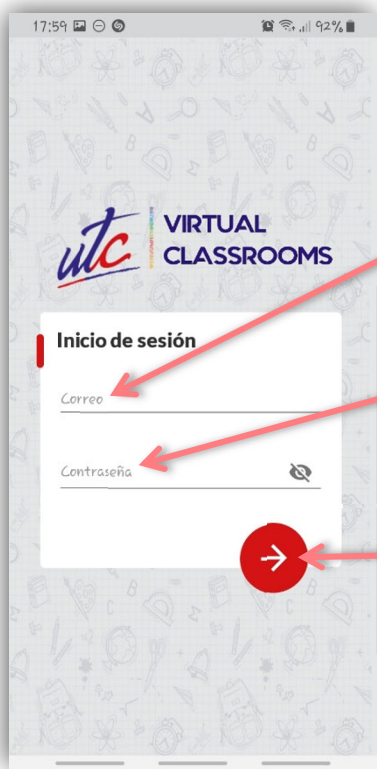 17:59 92%
utc VIRTUAL
CLASSROOMS
Inicio de sesión
Correo
Contraseña